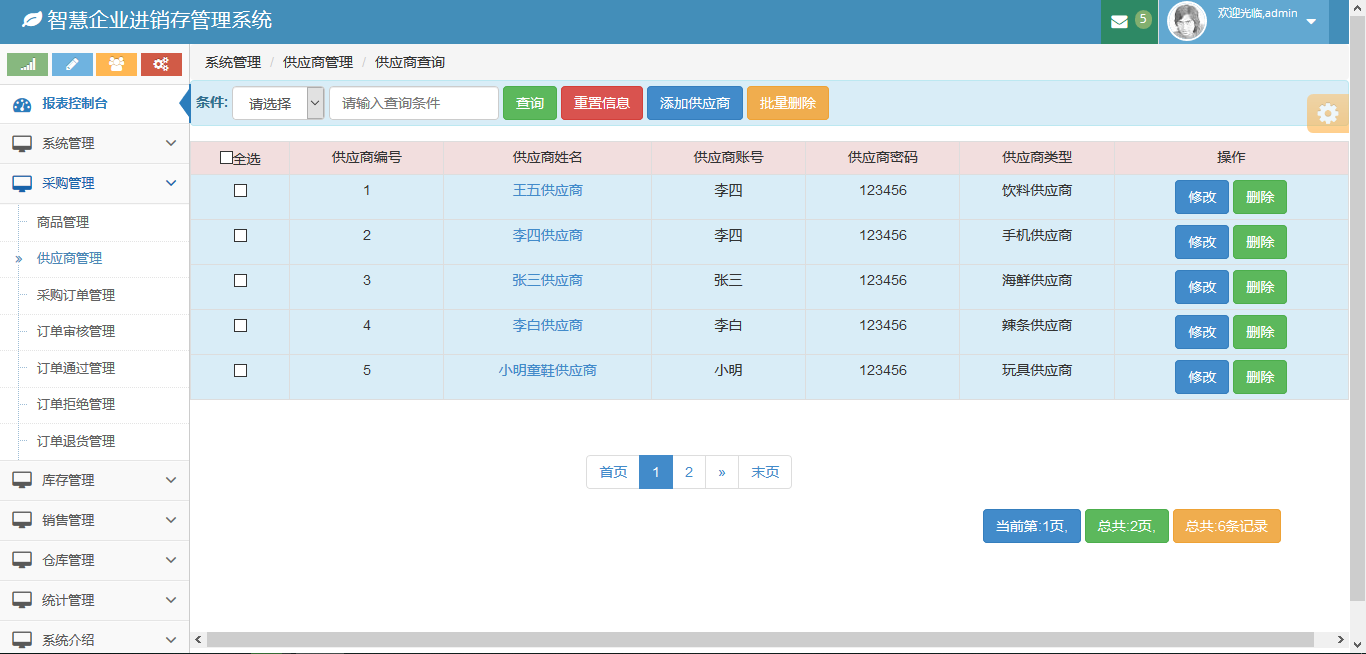 智慧企业进销存管理系统
5
欢迎光临,admin
系统管理 / 供应商管理 / 供应商查询
报表控制台
系统管理
采购管理
商品管理
» 供应商管理
采购订单管理
订单审核管理
订单通过管理
订单拒绝管理
订单退货管理
库存管理
销售管理
仓库管理
统计管理
系统介绍
条件: 请选择 请输入查询条件 查询 重置信息 添加供应商 批量删除
全选 供应商编号 供应商姓名 供应商账号 供应商密码 供应商类型 操作
1 王五供应商 李四 123456 饮料供应商 修改 删除
2 李四供应商 李四 123456 手机供应商 修改 删除
3 张三供应商 张三 123456 海鲜供应商 修改 删除
4 李白供应商 李白 123456 辣条供应商 修改 删除
5 小明童鞋供应商 小明 123456 玩具供应商 修改 删除
首页 1 2 » 末页
当前第:1页, 总共:2页, 总共:6条记录